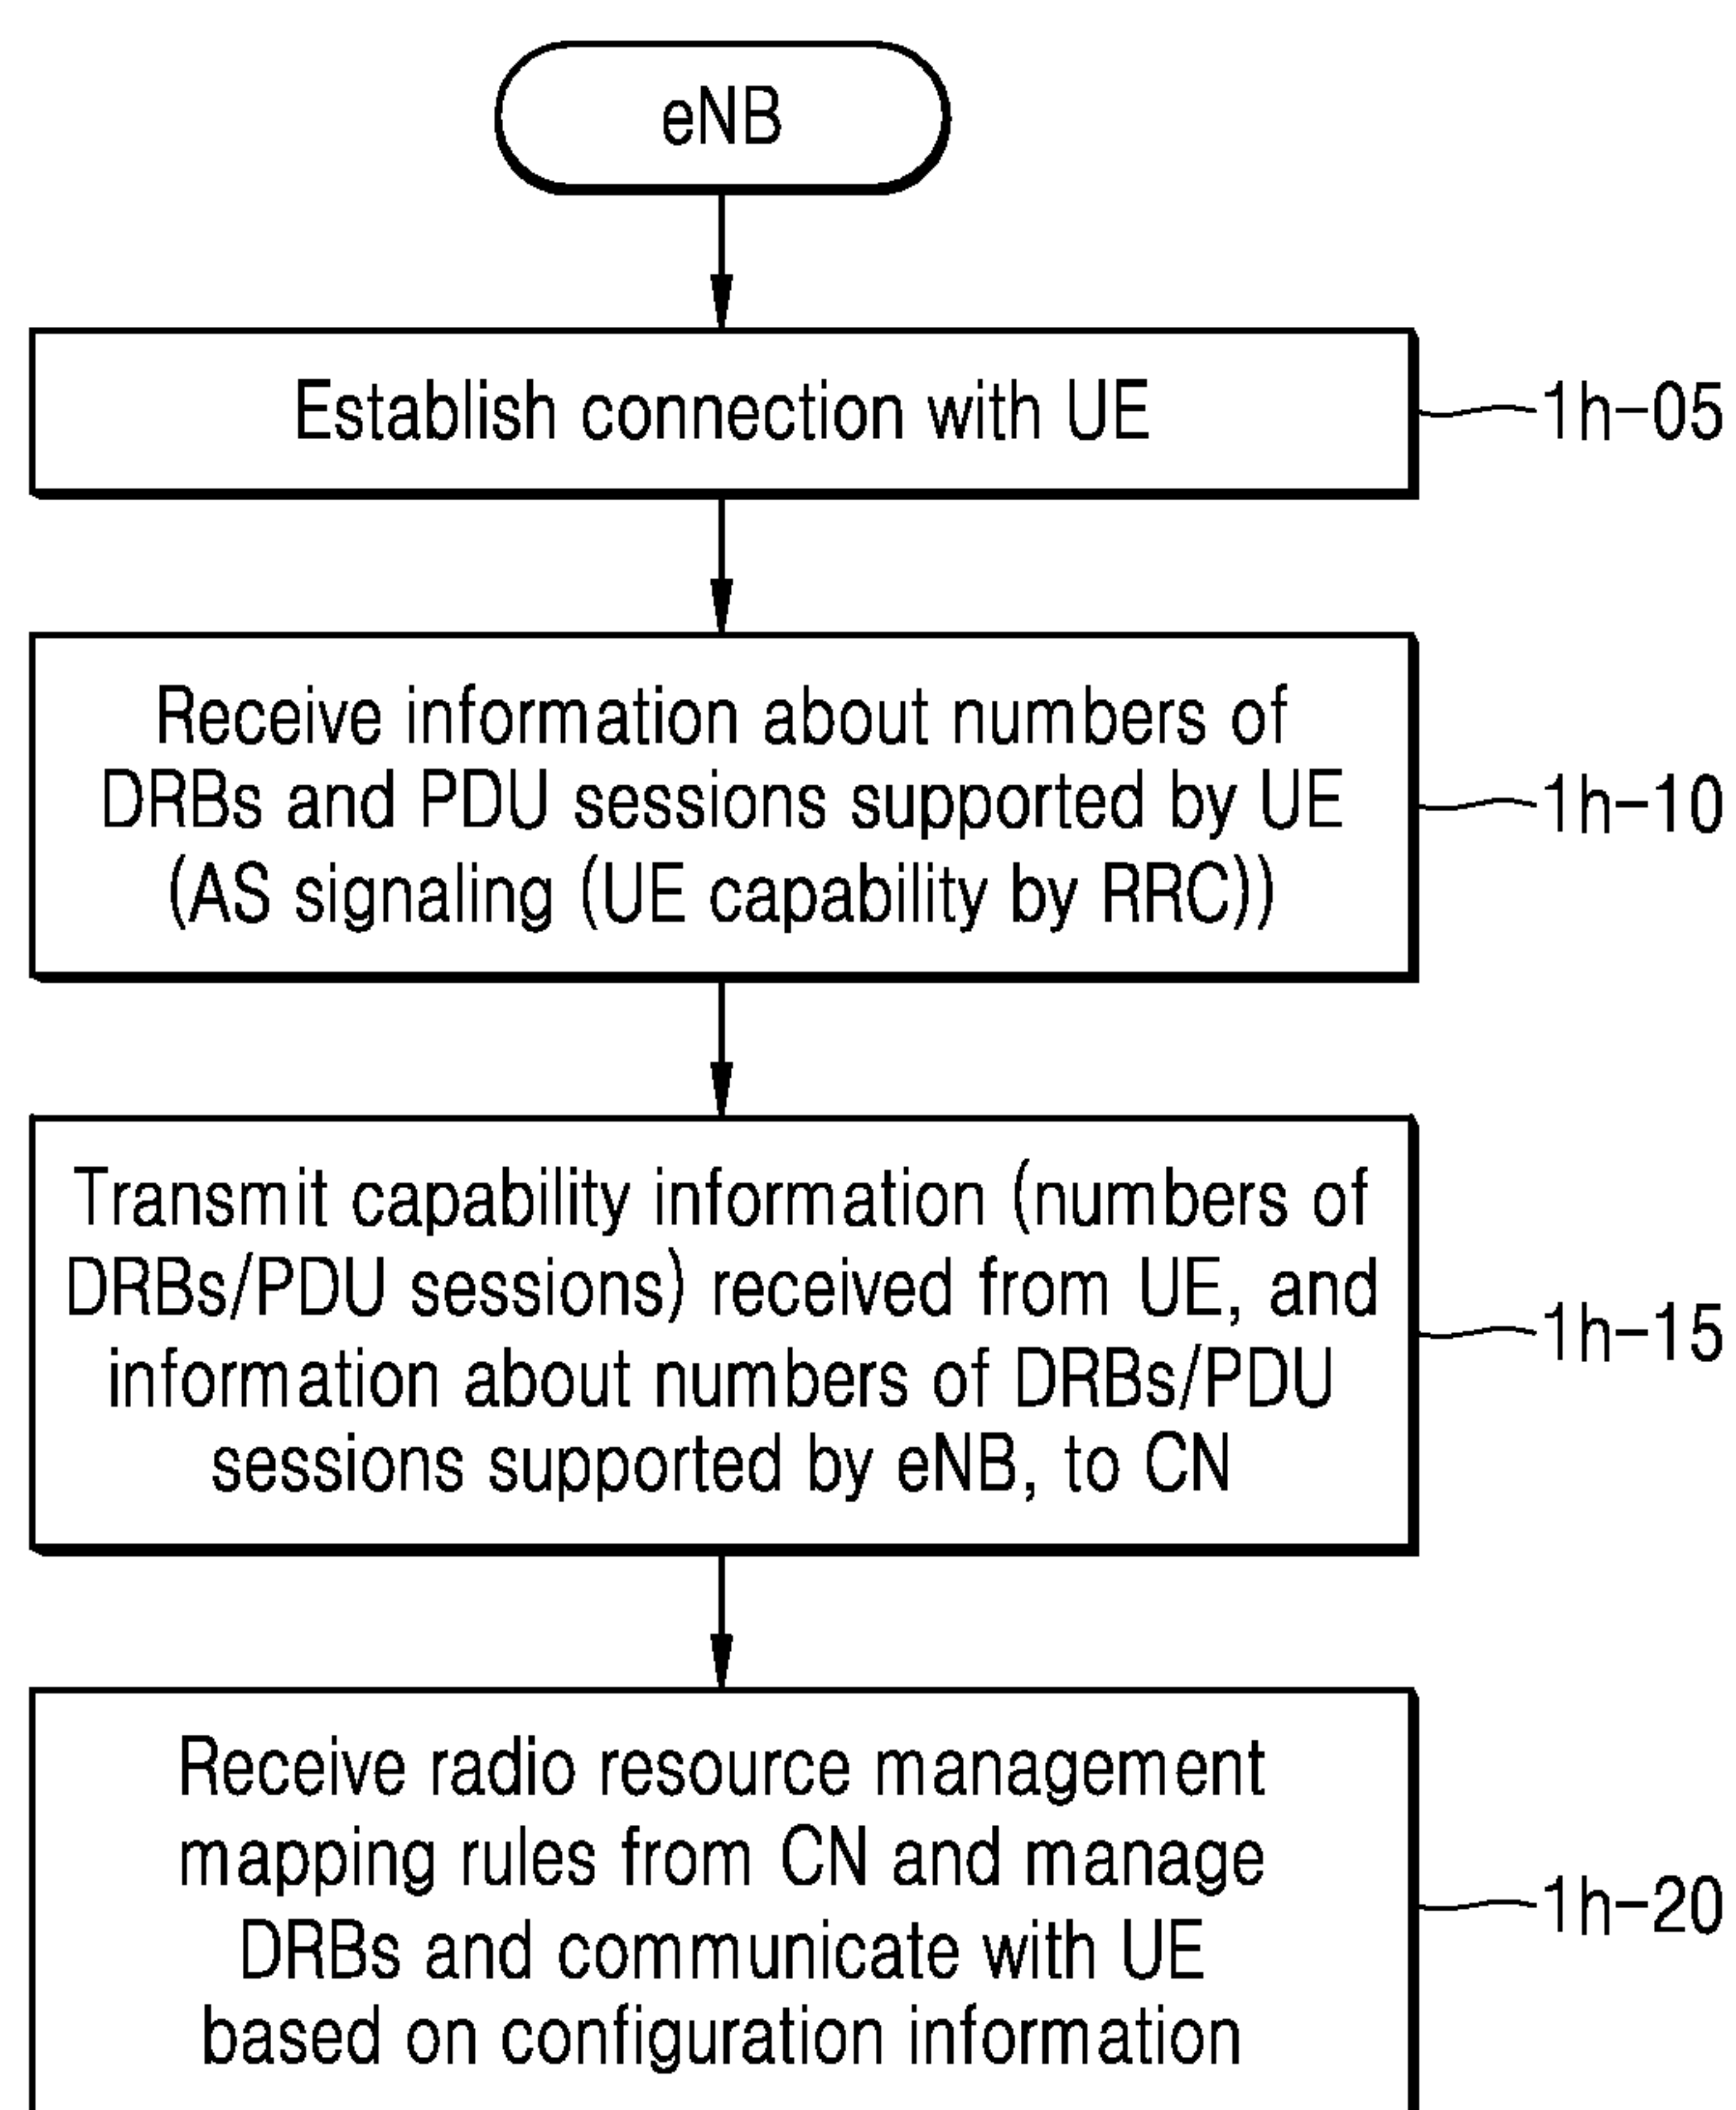 eNB
Establish connection with UE
1h-05
Receive information about numbers of
DRBs and PDU sessions supported by UE
(AS signaling (UE capability by RRC))
1h-10
Transmit capability information (numbers of
DRBs/PDU sessions) received from UE, and
information about numbers of DRBs/PDU
sessions supported by eNB, to CN
1h-15
Receive radio resource management
mapping rules from CN and manage
DRBs and communicate with UE
based on configuration information
1h-20